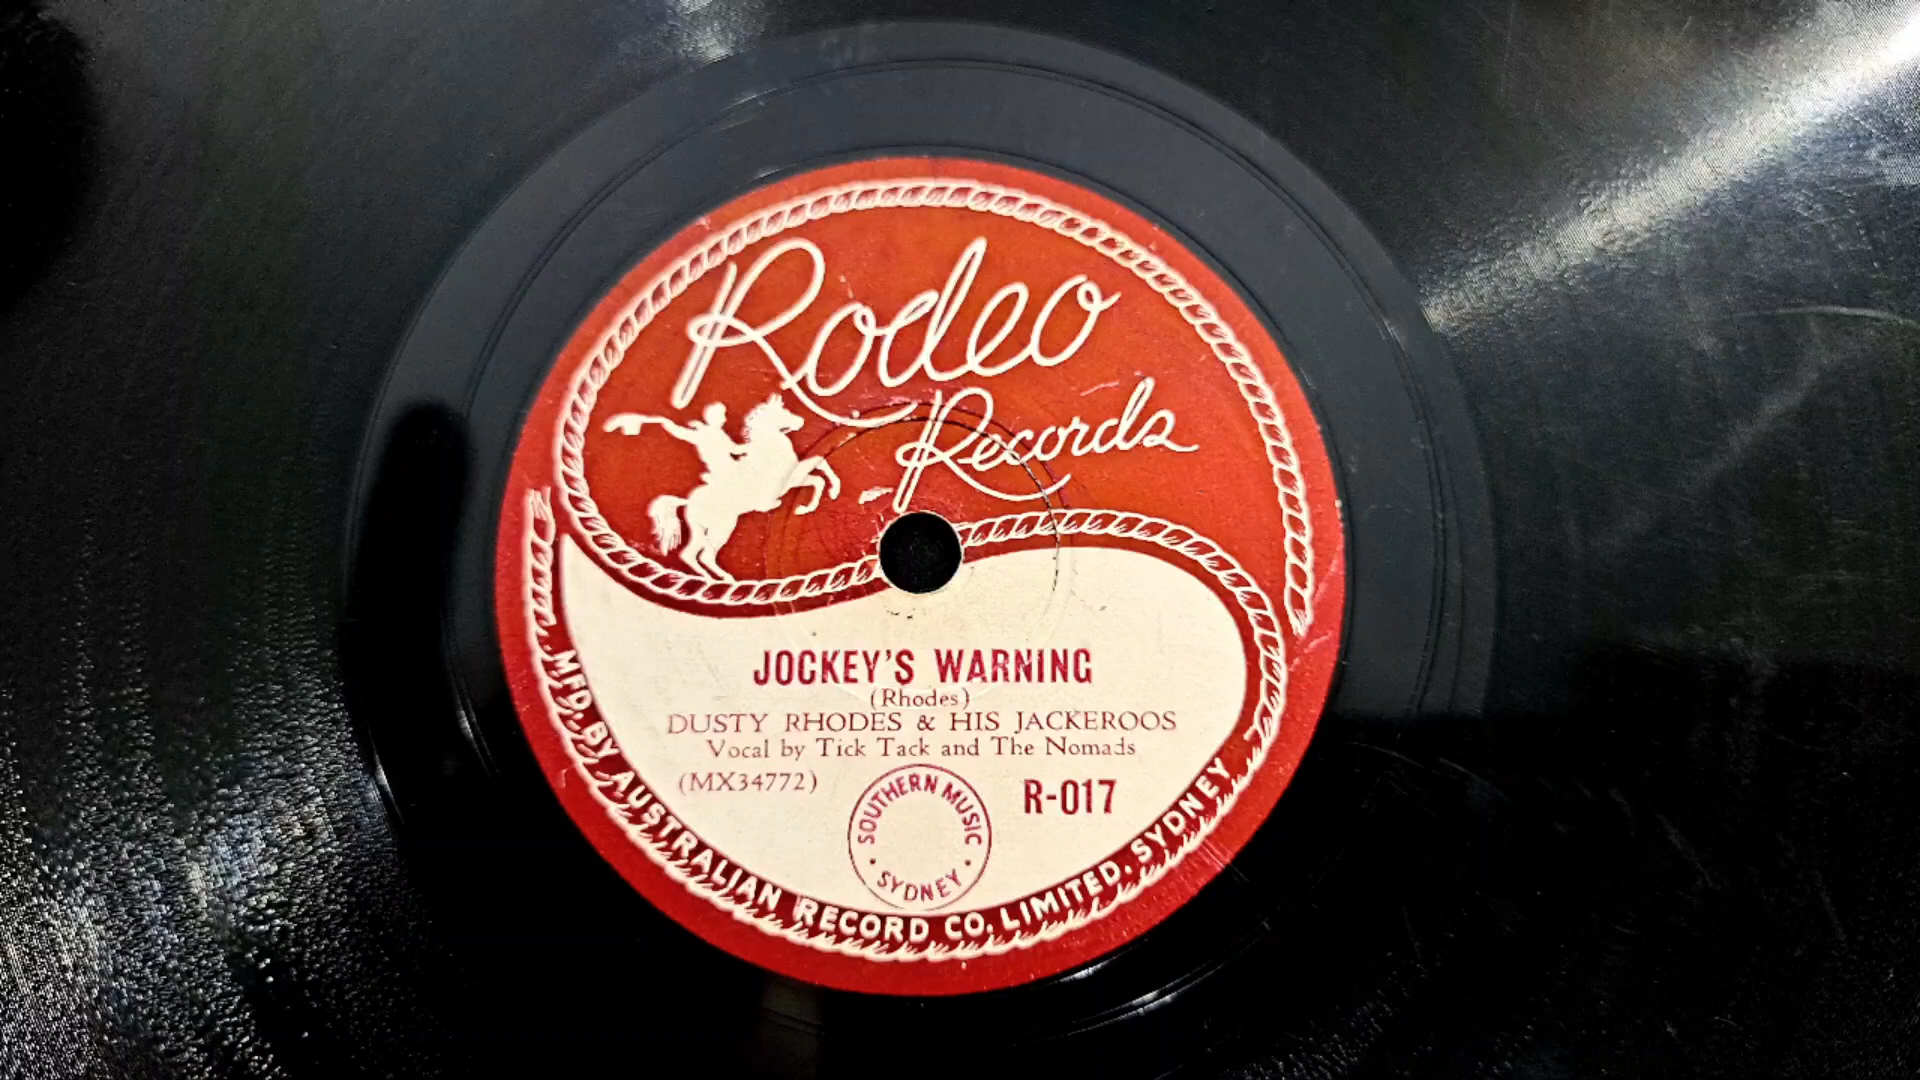 Rodeo
Records
JOCKEY'S WARNING
(Rhodes)
DUSTY RHODES & HIS JACKEROOS
Vocal by Tick Tack and The Nomads
(MX34772)
R-017
SOUTHERN MUSIC
· SYDNEY ·
MFD. BY AUSTRALIAN RECORD CO. LIMITED. SYDNEY